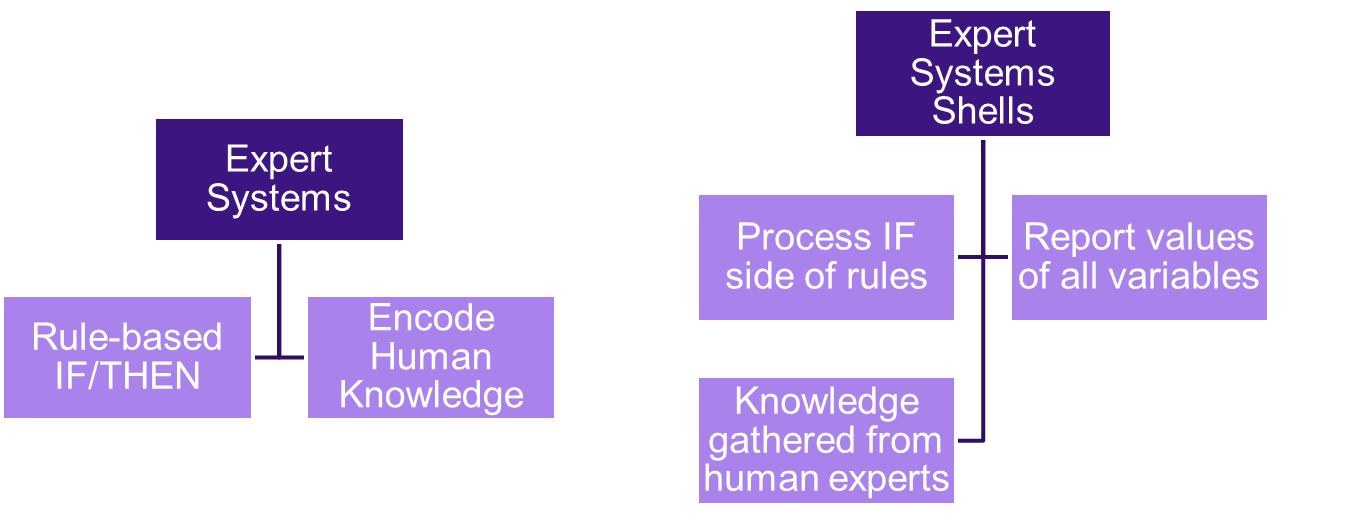 Expert
Systems
Rule-based
IF/THEN
Encode
Human
Knowledge
Expert
Systems
Shells
Process IF
side of rules
Report values
of all variables
Knowledge
gathered from
human experts